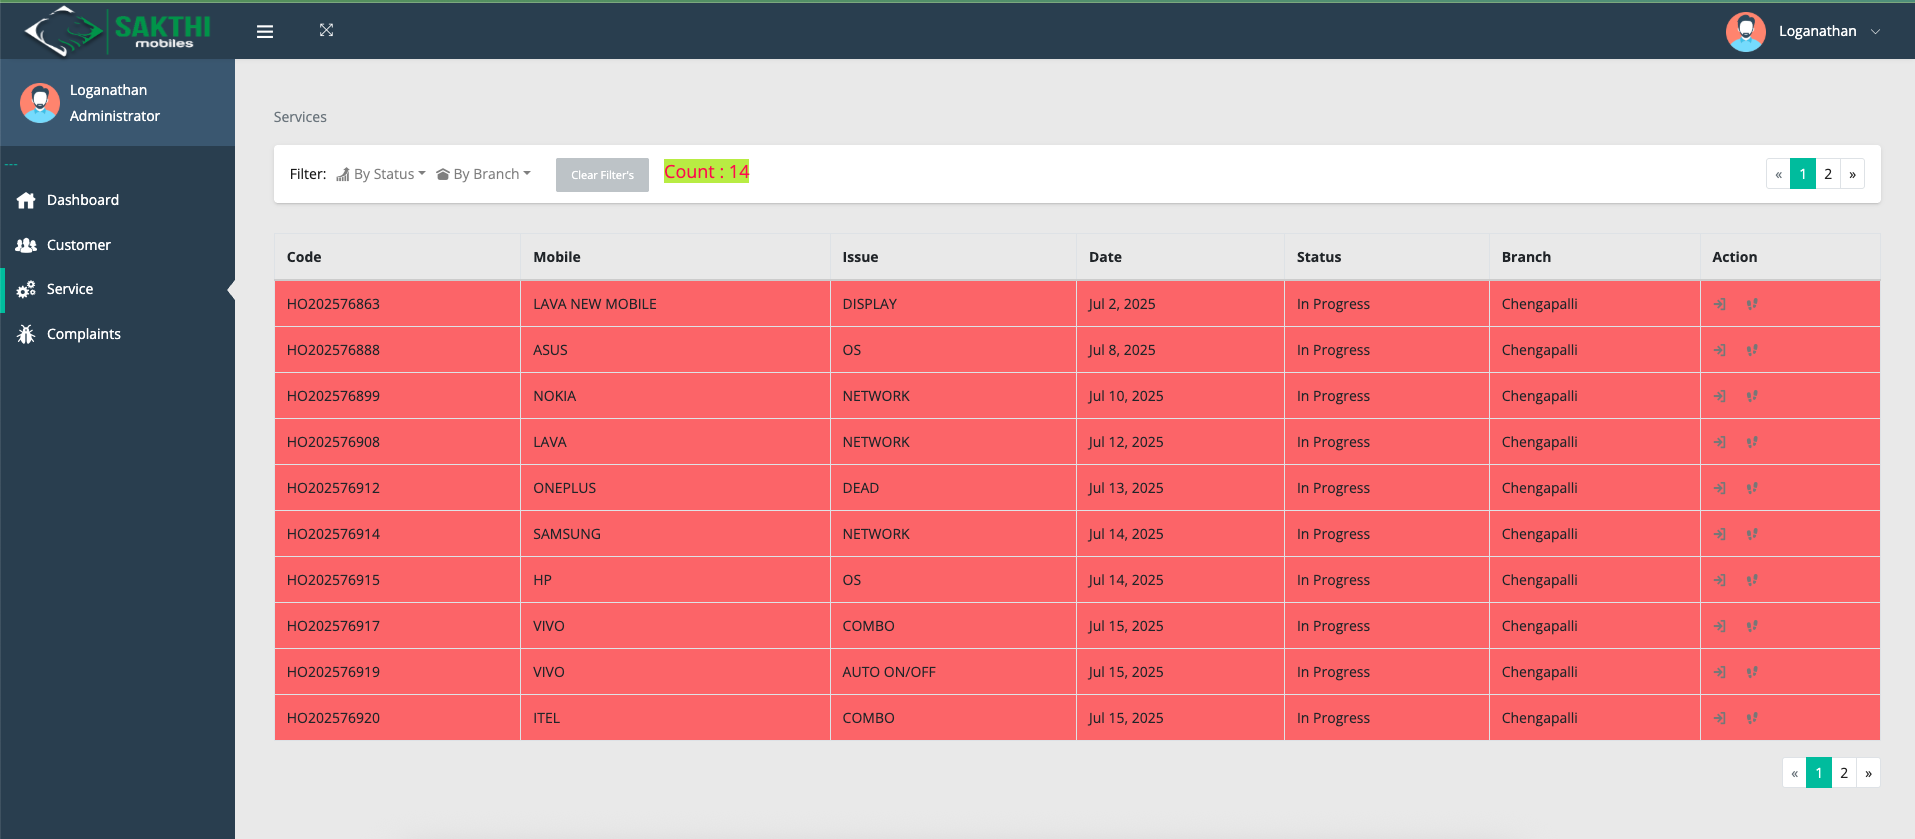 SAKTHI
mobiles
Loganathan
Loganathan
Administrator
---
Dashboard
Customer
Service
Complaints
Services
Filter: By Status By Branch Clear Filter's Count : 14 « 1 2 »
Code Mobile Issue Date Status Branch Action
HO202576863 LAVA NEW MOBILE DISPLAY Jul 2, 2025 In Progress Chengapalli
HO202576888 ASUS OS Jul 8, 2025 In Progress Chengapalli
HO202576899 NOKIA NETWORK Jul 10, 2025 In Progress Chengapalli
HO202576908 LAVA NETWORK Jul 12, 2025 In Progress Chengapalli
HO202576912 ONEPLUS DEAD Jul 13, 2025 In Progress Chengapalli
HO202576914 SAMSUNG NETWORK Jul 14, 2025 In Progress Chengapalli
HO202576915 HP OS Jul 14, 2025 In Progress Chengapalli
HO202576917 VIVO COMBO Jul 15, 2025 In Progress Chengapalli
HO202576919 VIVO AUTO ON/OFF Jul 15, 2025 In Progress Chengapalli
HO202576920 ITEL COMBO Jul 15, 2025 In Progress Chengapalli
« 1 2 »